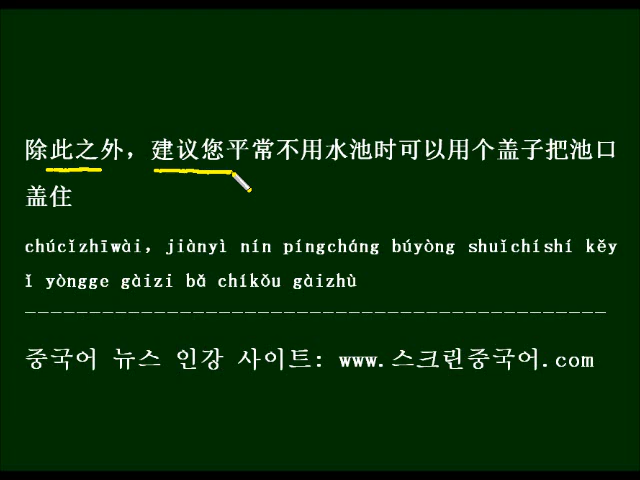 除此之外，建议您平常不用水池时可以用个盖子把池口
盖住
chúcǐzhīwài, jiànyì nín píngcháng búyòng shuǐchíshí kěy
ǐ yòngge gàizi bǎ chíkǒu gàizhù
중국어 뉴스 인강 사이트: www.스크린중국어.com